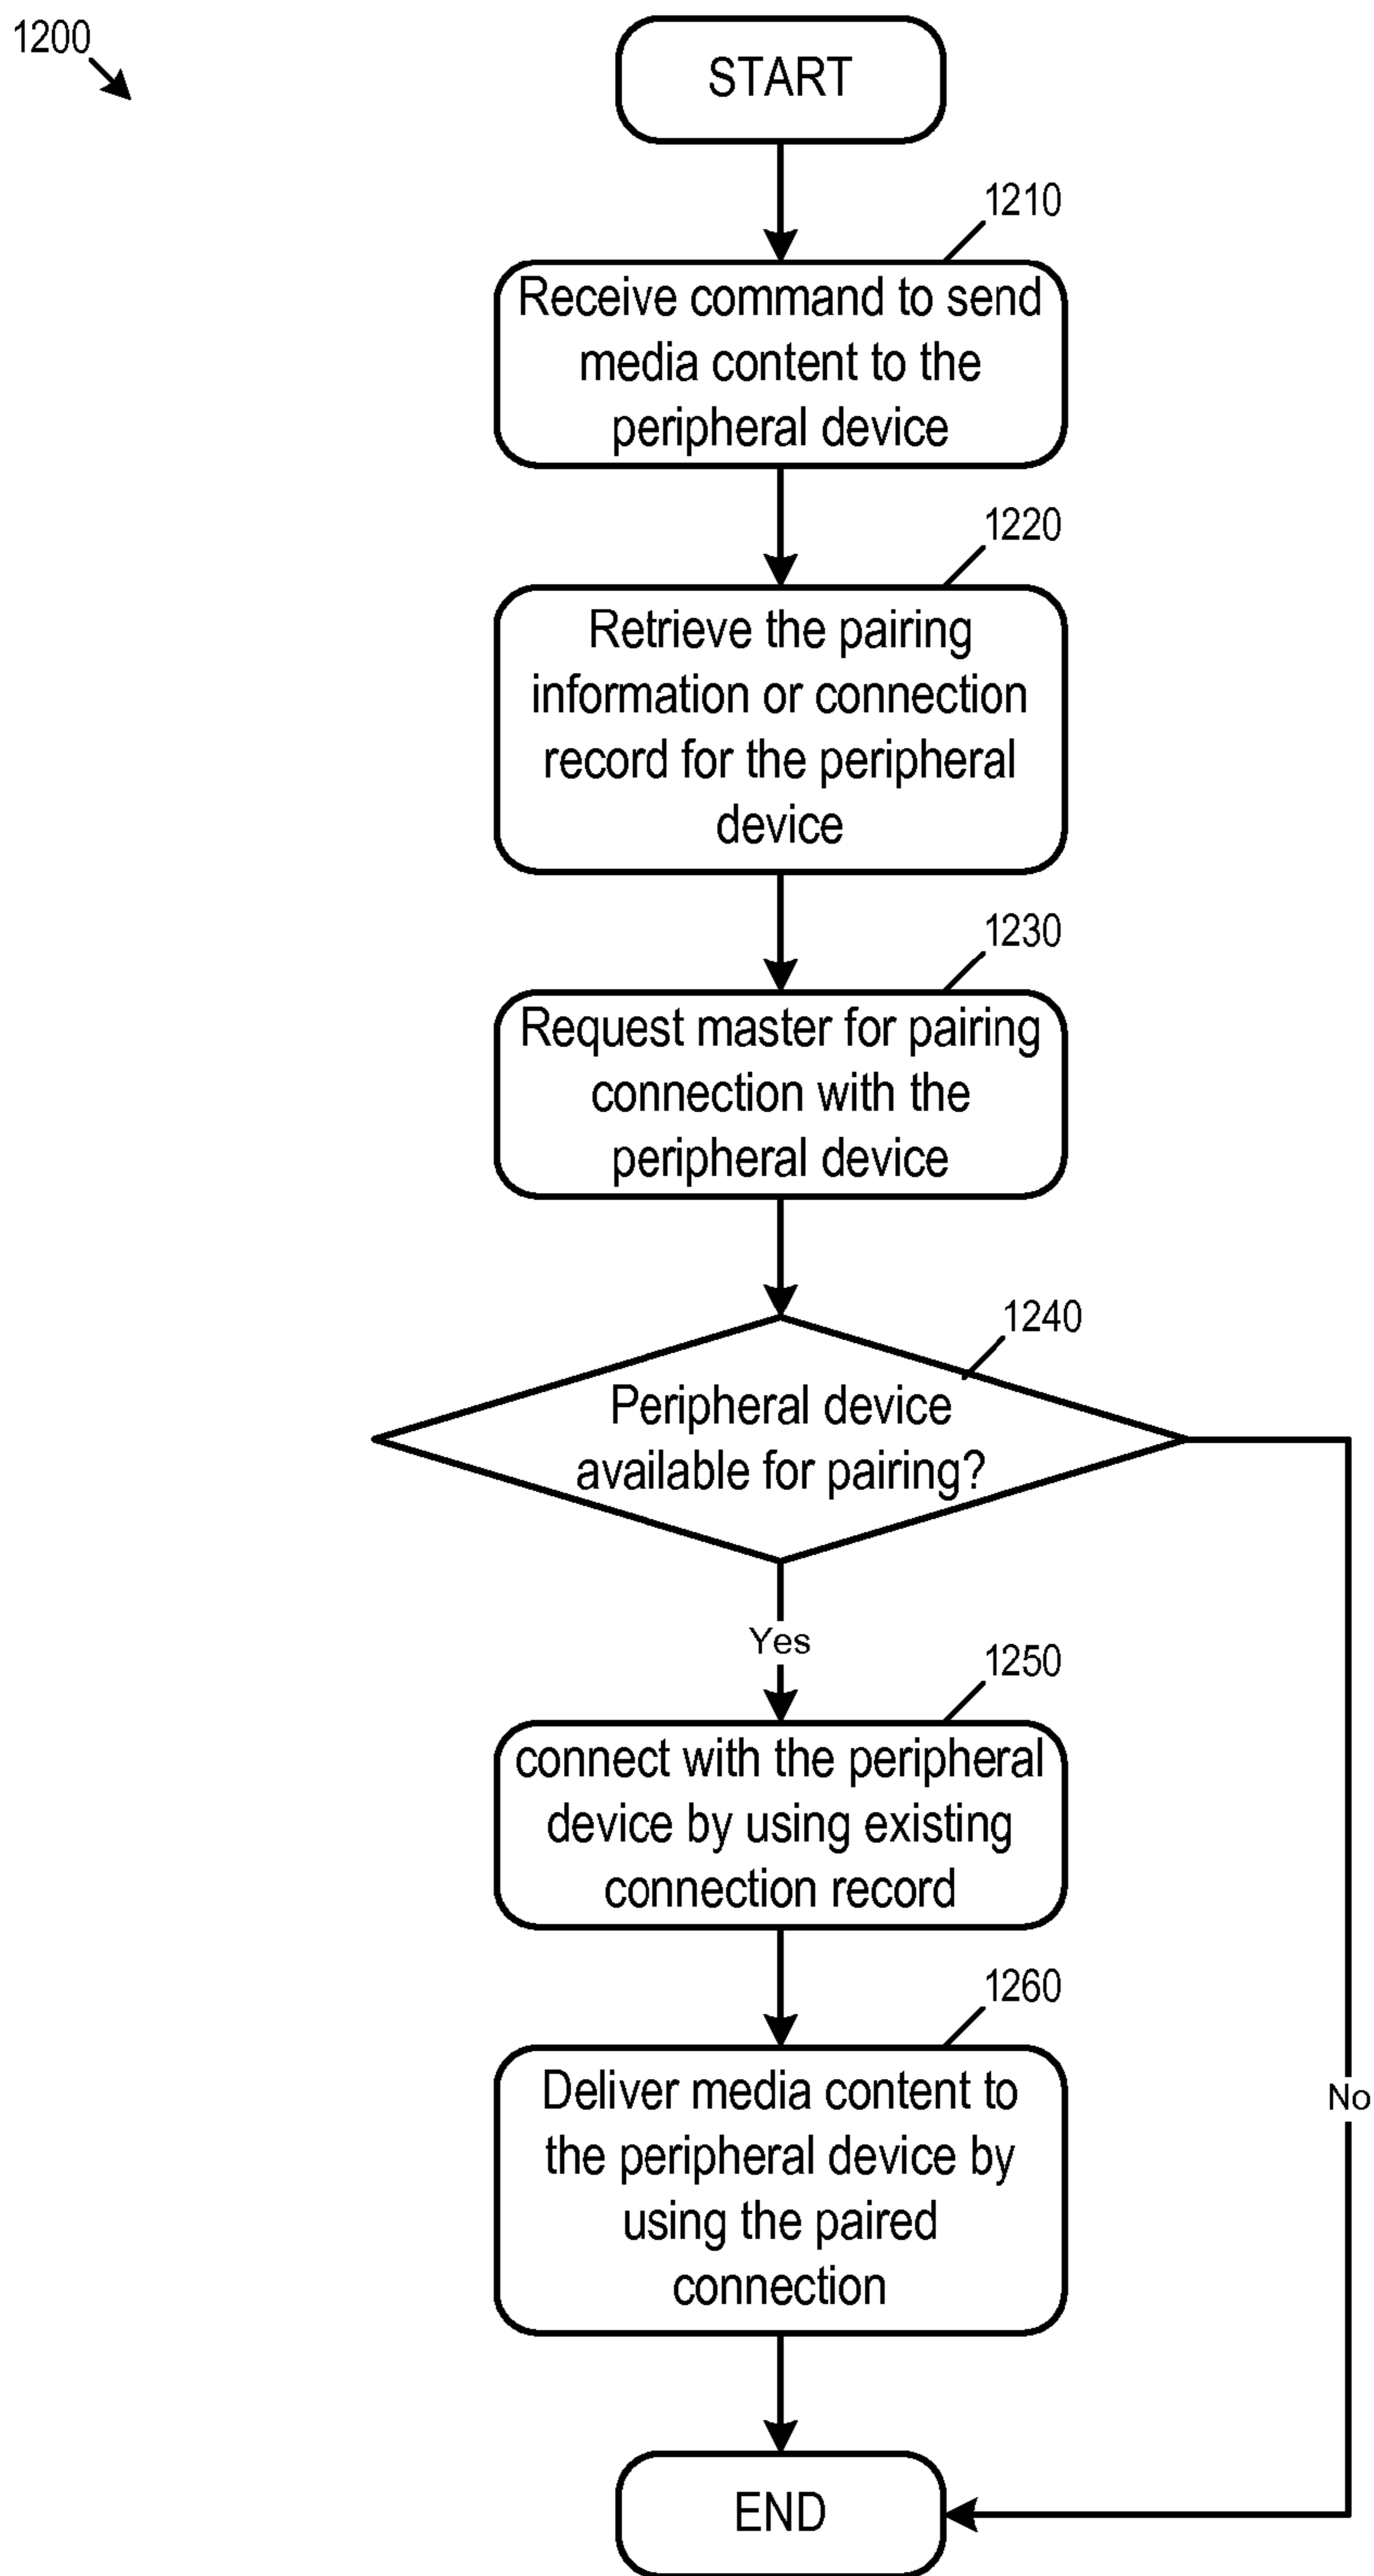 1200
START
1210
Receive command to send
media content to the
peripheral device
1220
Retrieve the pairing
information or connection
record for the peripheral
device
1230
Request master for pairing
connection with the
peripheral device
1240
Peripheral device
available for pairing?
Yes
1250
connect with the peripheral
device by using existing
connection record
1260
Deliver media content to
the peripheral device by
using the paired
connection
No
END